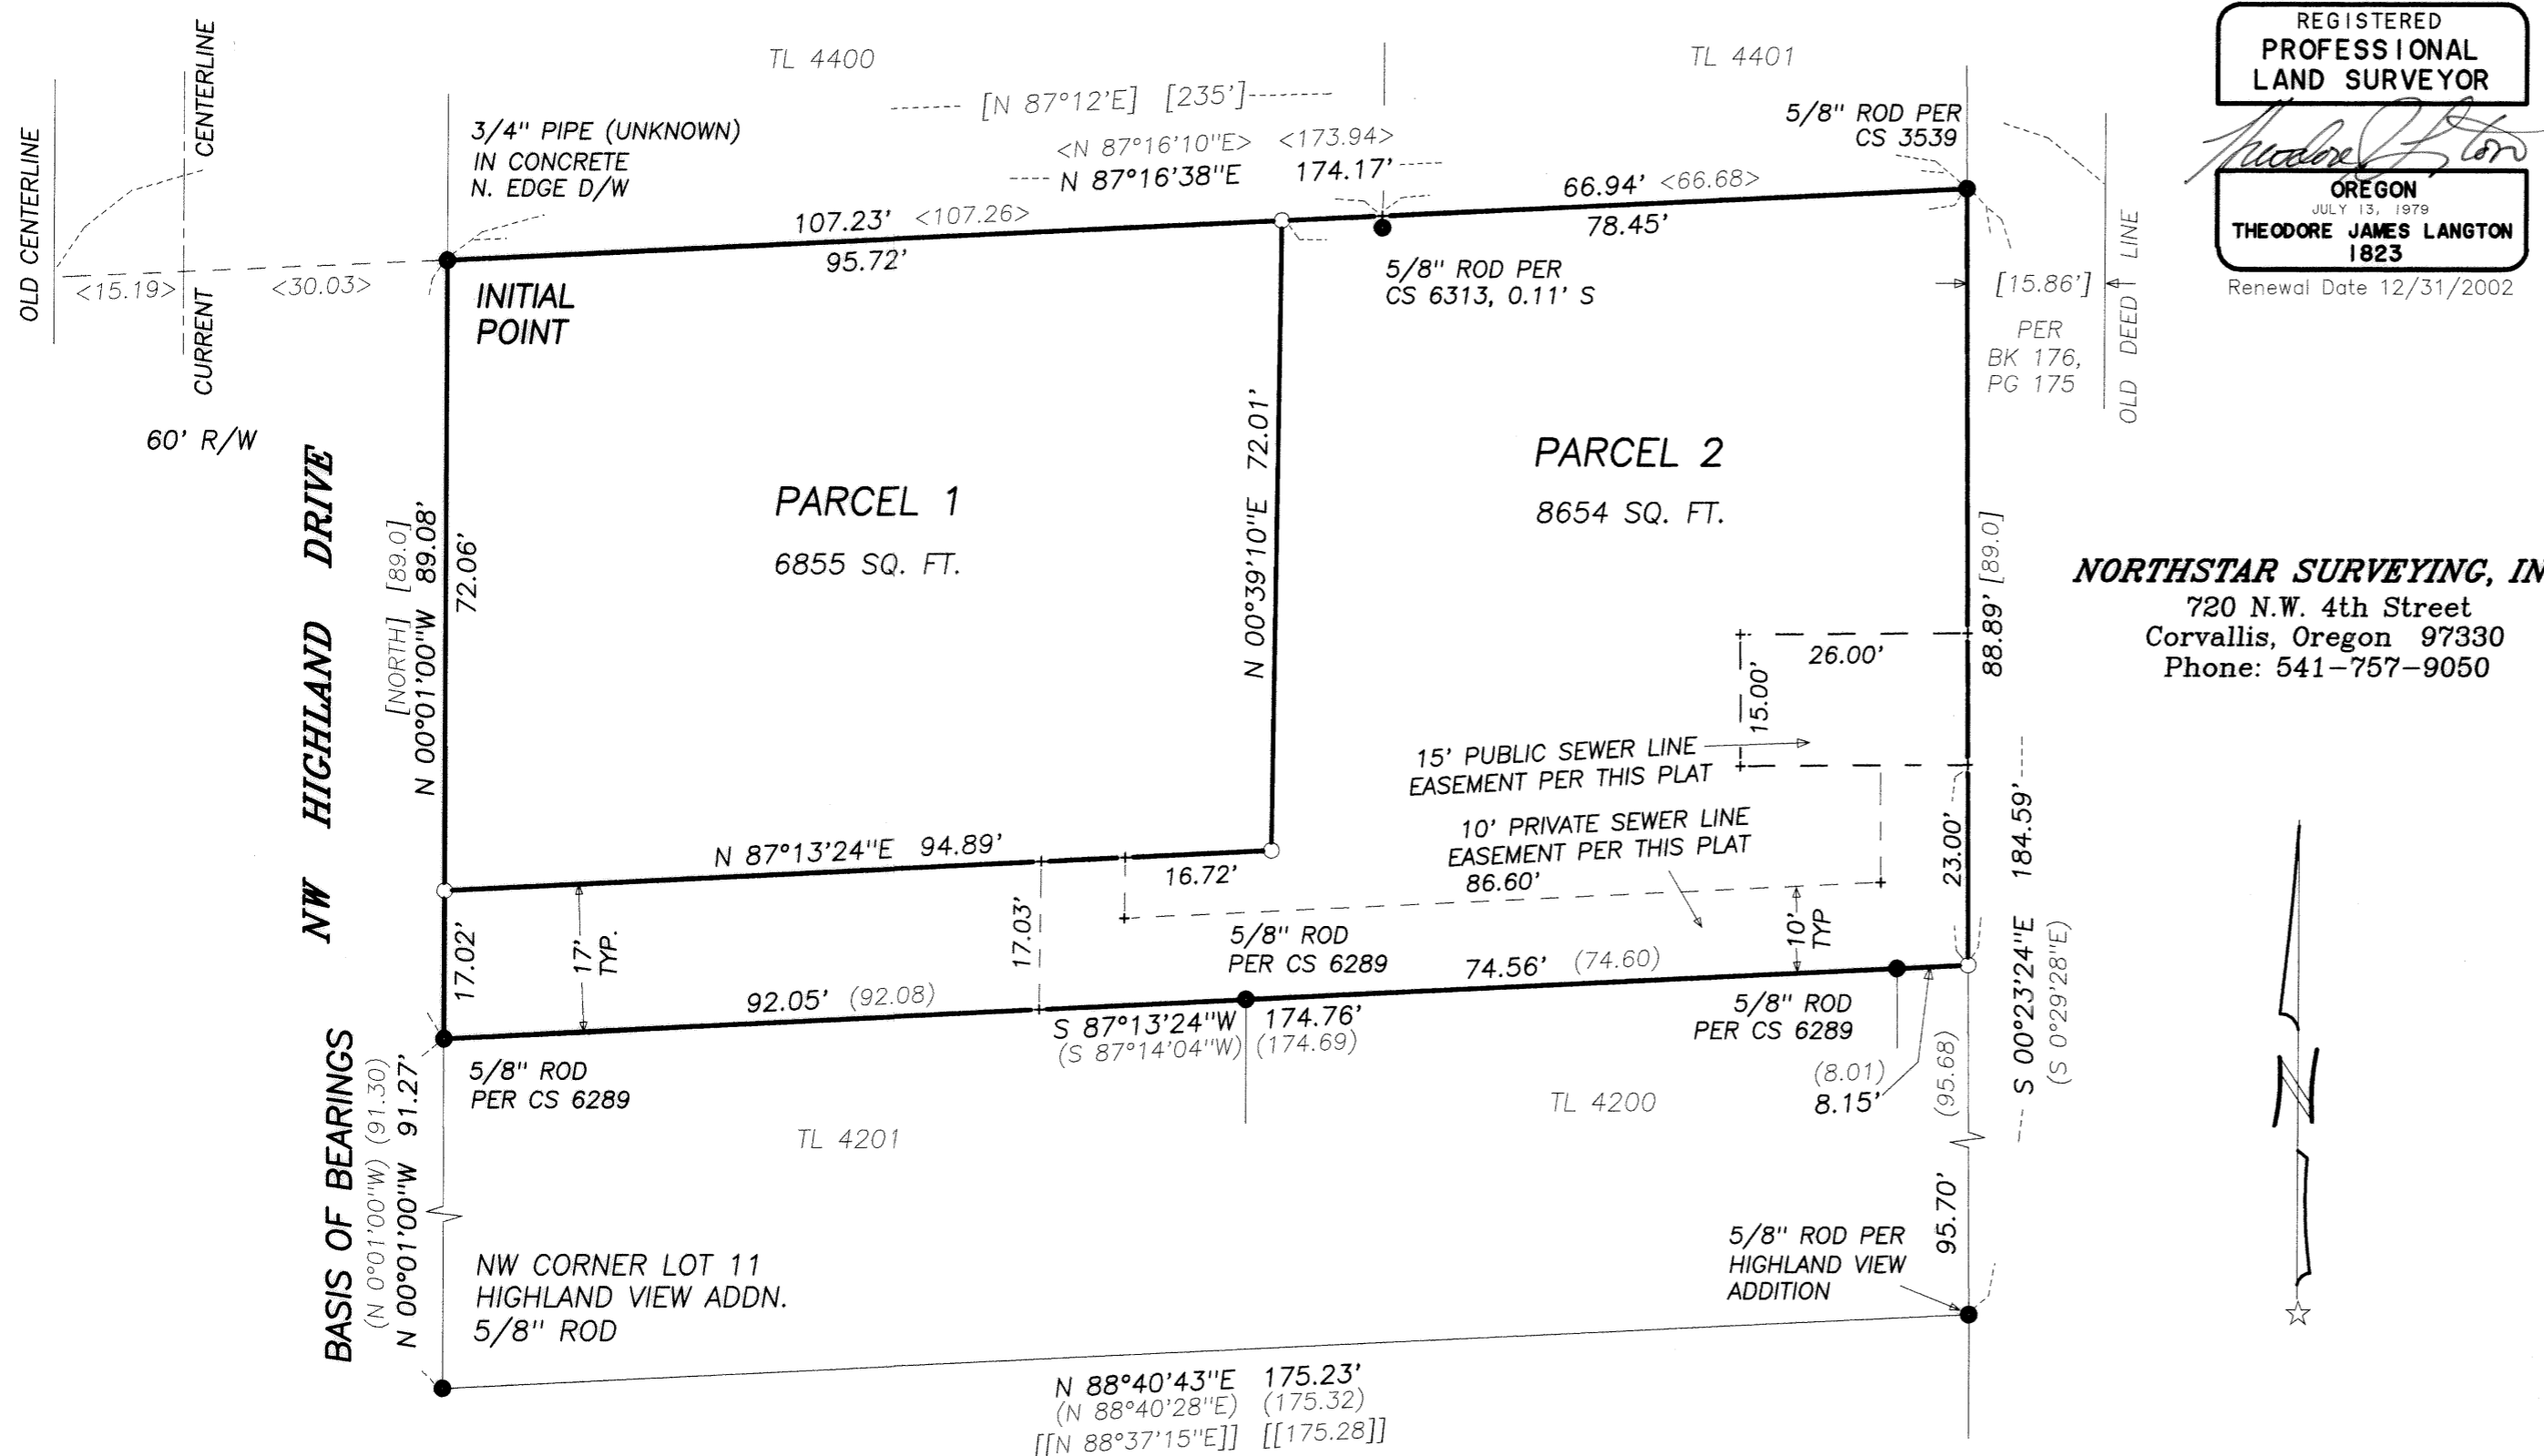 REGISTERED
PROFESSIONAL
LAND SURVEYOR
OREGON
JULY 13, 1979
THEODORE JAMES LANGTON
1823
Renewal Date 12/31/2002
TL 4400
TL 4401
[N 87°12'E] [235']
<N 87°16'10"E> <173.94>
N 87°16'38"E 174.17'
OLD CENTERLINE
CURRENT CENTERLINE
3/4" PIPE (UNKNOWN)
IN CONCRETE
N. EDGE D/W
5/8" ROD PER
CS 3539
66.94' <66.68>
107.23' <107.26>
78.45'
95.72'
<15.19>
<30.03>
INITIAL
POINT
5/8" ROD PER
CS 6313, 0.11' S
[15.86']
PER
BK 176,
PG 175
OLD DEED LINE
60' R/W
NW HIGHLAND DRIVE
[NORTH] [89.0]
N 00°01'00"W 89.08'
72.06'
PARCEL 1
6855 SQ. FT.
N 00°39'10"E 72.01'
PARCEL 2
8654 SQ. FT.
88.89' [89.0]
NORTHSTAR SURVEYING, IN
720 N.W. 4th Street
Corvallis, Oregon 97330
Phone: 541-757-9050
26.00'
15.00'
15' PUBLIC SEWER LINE
EASEMENT PER THIS PLAT
10' PRIVATE SEWER LINE
EASEMENT PER THIS PLAT
86.60'
23.00'
S 00°23'24"E 184.59'
(S 0°29'28"E)
N 87°13'24"E 94.89'
16.72'
17.02'
17'
TYP.
17.03'
10'
TYP
5/8" ROD
PER CS 6289
74.56' (74.60)
92.05' (92.08)
S 87°13'24"W 174.76'
(S 87°14'04"W) (174.69)
5/8" ROD
PER CS 6289
5/8" ROD
PER CS 6289
(8.01)
8.15'
(95.68)
95.70'
TL 4201
TL 4200
BASIS OF BEARINGS
(N 0°01'00"W) (91.30)
N 00°01'00"W 91.27'
NW CORNER LOT 11
HIGHLAND VIEW ADDN.
5/8" ROD
5/8" ROD PER
HIGHLAND VIEW
ADDITION
N
N 88°40'43"E 175.23'
(N 88°40'28"E) (175.32)
[[N 88°37'15"E]] [[175.28]]